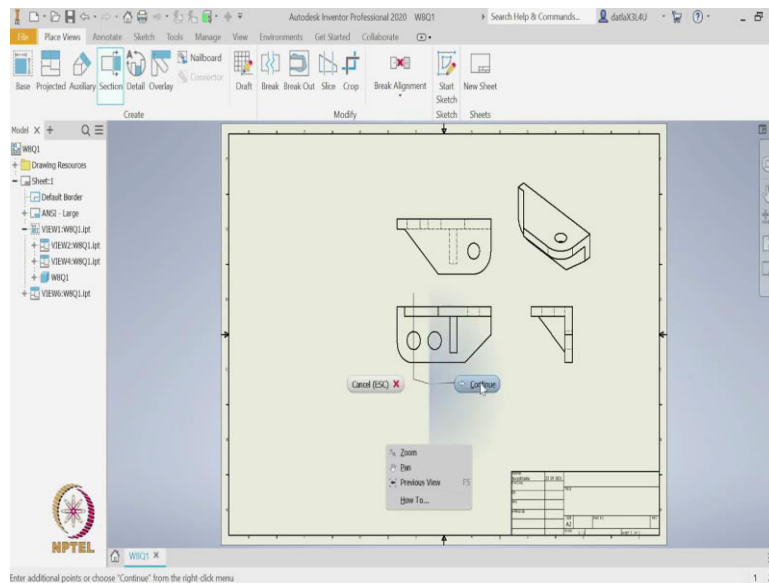 Autodesk Inventor Professional 2020 W8Q1
Search Help & Commands...
datlaX3L4U
File Place Views Annotate Sketch Tools Manage View Environments Get Started Collaborate
Base Projected Auxiliary Section Detail Overlay
Nailboard
Connector
Draft Break Break Out Slice Crop
Break Alignment
Start
Sketch
New Sheet
Create Modify Sketch Sheets
Model
W8Q1
Drawing Resources
Sheet:1
Default Border
ANSI - Large
VIEW1:W8Q1.ipt
VIEW2:W8Q1.ipt
VIEW4:W8Q1.ipt
W8Q1
VIEW6:W8Q1.ipt
Cancel (ESC)
Continue
Zoom
Pan
Previous View F5
How To...
A2
NPTEL
W8Q1
Enter additional points or choose "Continue" from the right-click menu
1